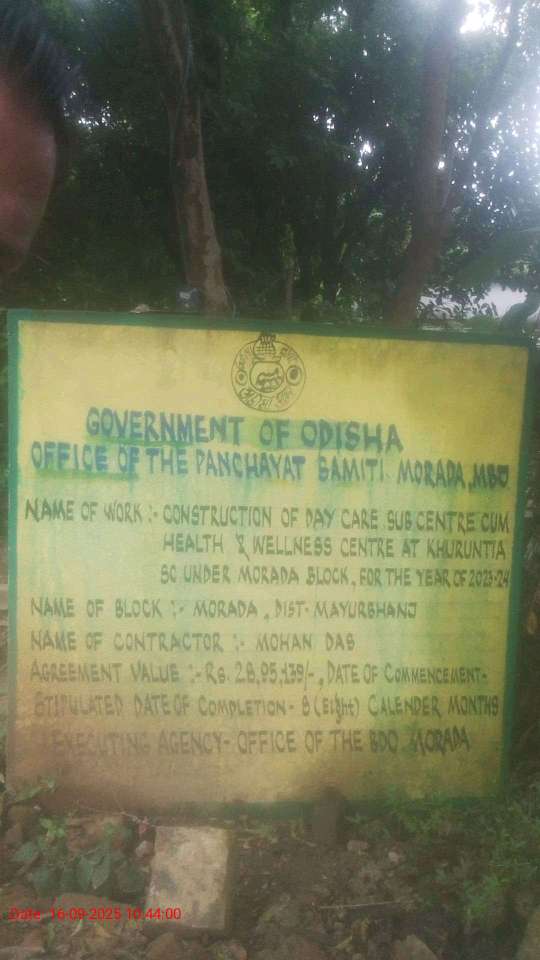 GOVERNMENT OF ODISHA
OFFICE OF THE PANCHAYAT SAMITI MORADA, MBJ
NAME OF WORK :- CONSTRUCTION OF DAY CARE SUB CENTRE CUM
HEALTH & WELLNESS CENTRE AT KHURUNTIA
SC UNDER MORADA BLOCK, FOR THE YEAR OF 2023-24
NAME OF BLOCK :- MORADA, DIST- MAYURBHANJ
NAME OF CONTRACTOR :- MOHAN DAS
AGREEMENT VALUE :- Rs. 28,95,139/-, DATE OF COMMENCEMENT-
STIPULATED DATE OF COMPLETION - 8 (Eight) CALENDER MONTHS
EXECUTING AGENCY- OFFICE OF THE BDO MORADA
Date: 16-09-2025 10:44:00